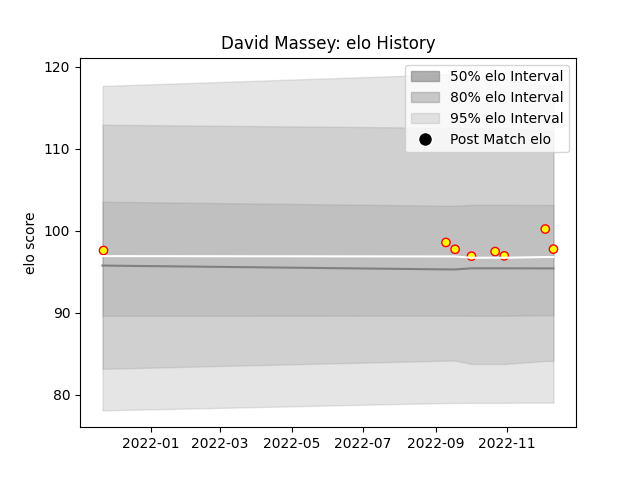 David Massey: elo History
120
110
100
90
80
elo score
50% elo Interval
80% elo Interval
95% elo Interval
Post Match elo
2022-01
2022-03
2022-05
2022-07
2022-09
2022-11